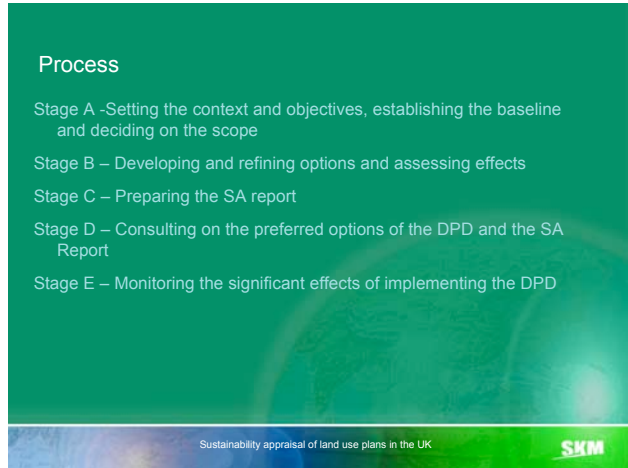 Process
Stage A -Setting the context and objectives, establishing the baseline
and deciding on the scope
Stage B – Developing and refining options and assessing effects
Stage C – Preparing the SA report
Stage D – Consulting on the preferred options of the DPD and the SA
Report
Stage E – Monitoring the significant effects of implementing the DPD
Sustainability appraisal of land use plans in the UK
SKM